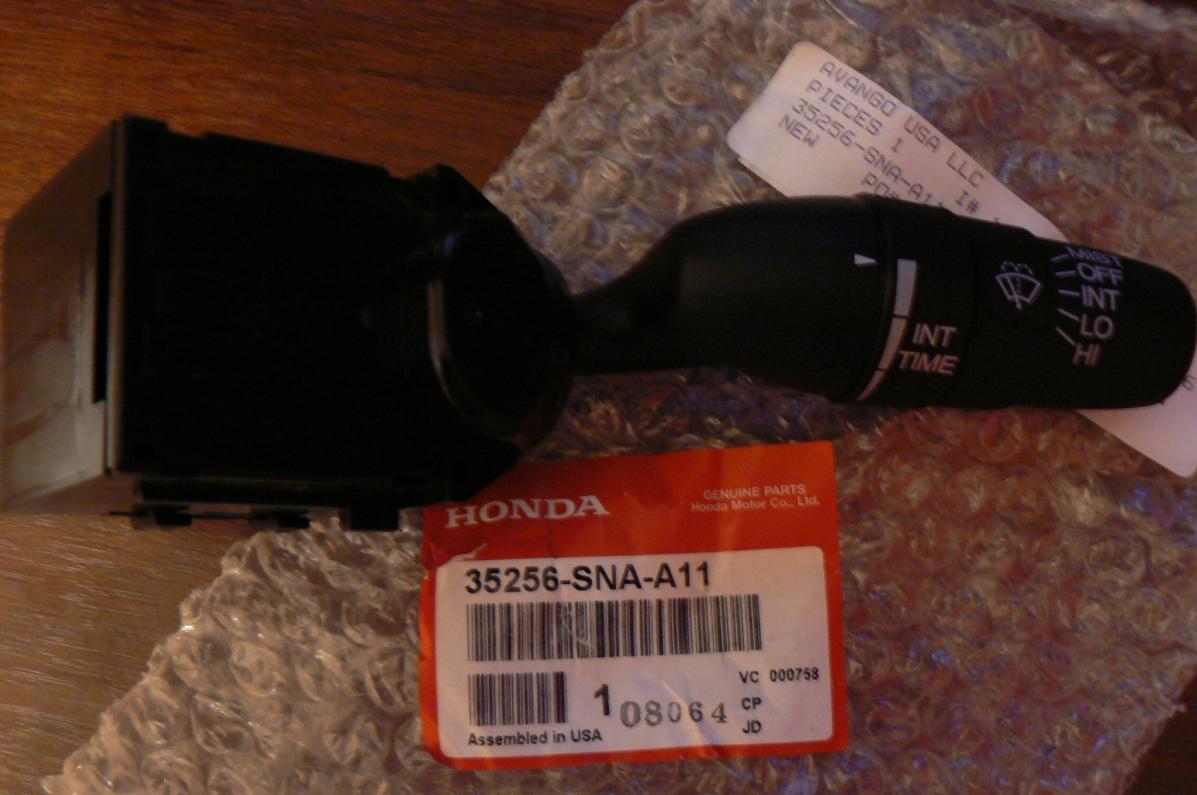 AVANGO USA LLC
PIECES 1 I#
35256-SNA-A11
NEW
MIST
OFF
INT
LO
HI
INT
TIME
HONDA
GENUINE PARTS
Honda Motor Co., Ltd.
35256-SNA-A11
1
08064
VC 000758
CP
JD
Assembled in USA